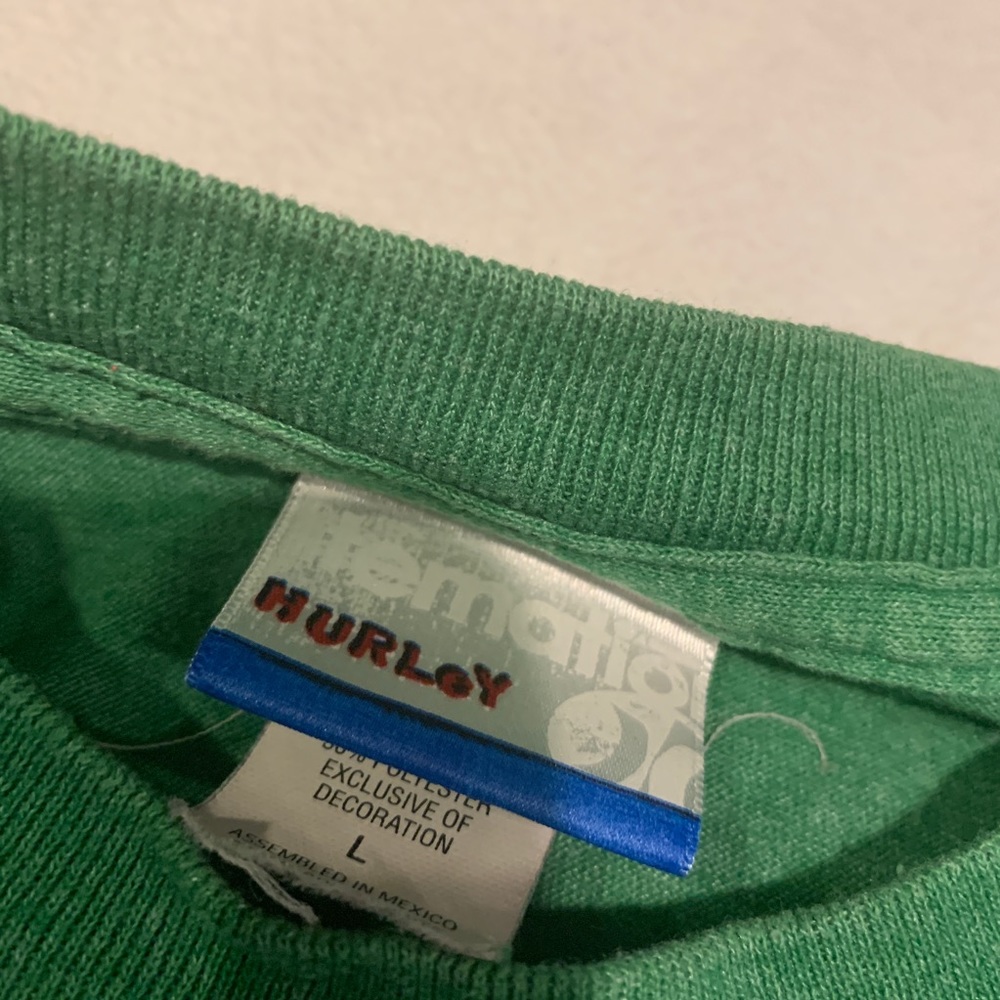 HURLEY
POLYESTER
EXCLUSIVE OF
DECORATION
L
ASSEMBLED IN MEXICO